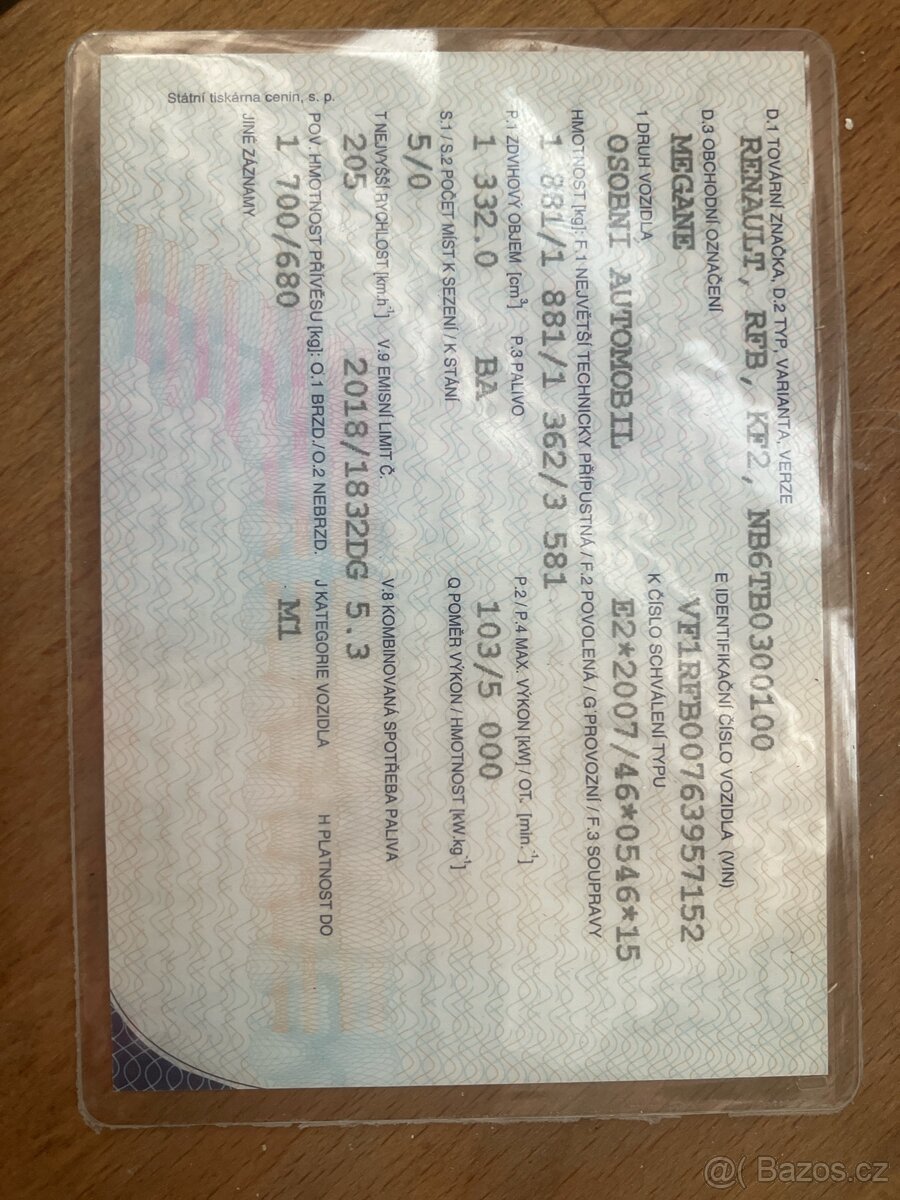 D.1 TOVÁRNÍ ZNAČKA, D.2 TYP, VARIANTA, VERZE
RENAULT, RFB, KF2, NB6TB0300100
D.3 OBCHODNÍ OZNAČENÍ E IDENTIFIKAČNÍ ČÍSLO VOZIDLA (VIN)
MEGANE VF1RFB00763957152
1 DRUH VOZIDLA K ČÍSLO SCHVÁLENÍ TYPU
OSOBNÍ AUTOMOBIL E2*2007/46*0546*15
HMOTNOST [kg]: F.1 NEJVĚTŠÍ TECHNICKY PŘÍPUSTNÁ / F.2 POVOLENÁ / G PROVOZNÍ / F.3 SOUPRAVY
1 881/1 881/1 362/3 581
P.1 ZDVIHOVÝ OBJEM [cm³] P.3 PALIVO P.2 / P.4 MAX. VÝKON [kW] / OT. [min.⁻¹]
1 332.0 BA 103/5 000
S.1 / S.2 POČET MÍST K SEZENÍ / K STÁNÍ Q POMĚR VÝKON / HMOTNOST [kW.kg⁻¹]
5/0
T NEJVYŠŠÍ RYCHLOST [km.h⁻¹] V.9 EMISNÍ LIMIT Č. V.8 KOMBINOVANÁ SPOTŘEBA PALIVA
205 2018/1832DG 5.3
POV. HMOTNOST PŘÍVĚSU [kg]: O.1 BRZD./O.2 NEBRZD. J KATEGORIE VOZIDLA H PLATNOST DO
1 700/680 M1
JINÉ ZÁZNAMY
Státní tiskárna cenin, s. p.
@( Bazos.cz